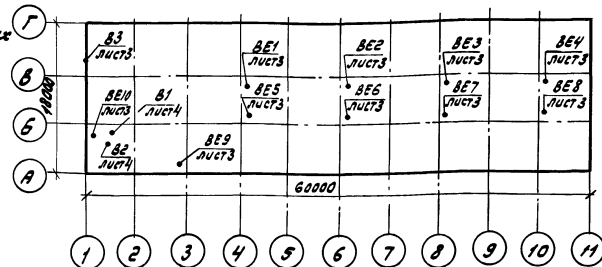 Г
ых
В3
лист3
ВЕ1
лист3
ВЕ2
лист3
ВЕ3
лист3
ВЕ4
лист3
В
18000
ВЕ10
лист3
В1
лист4
ВЕ5
лист3
ВЕ6
лист3
ВЕ7
лист3
ВЕ8
лист3
Б
В2
лист4
ВЕ9
лист3
А
60000
1 2 3 4 5 6 7 8 9 10 11